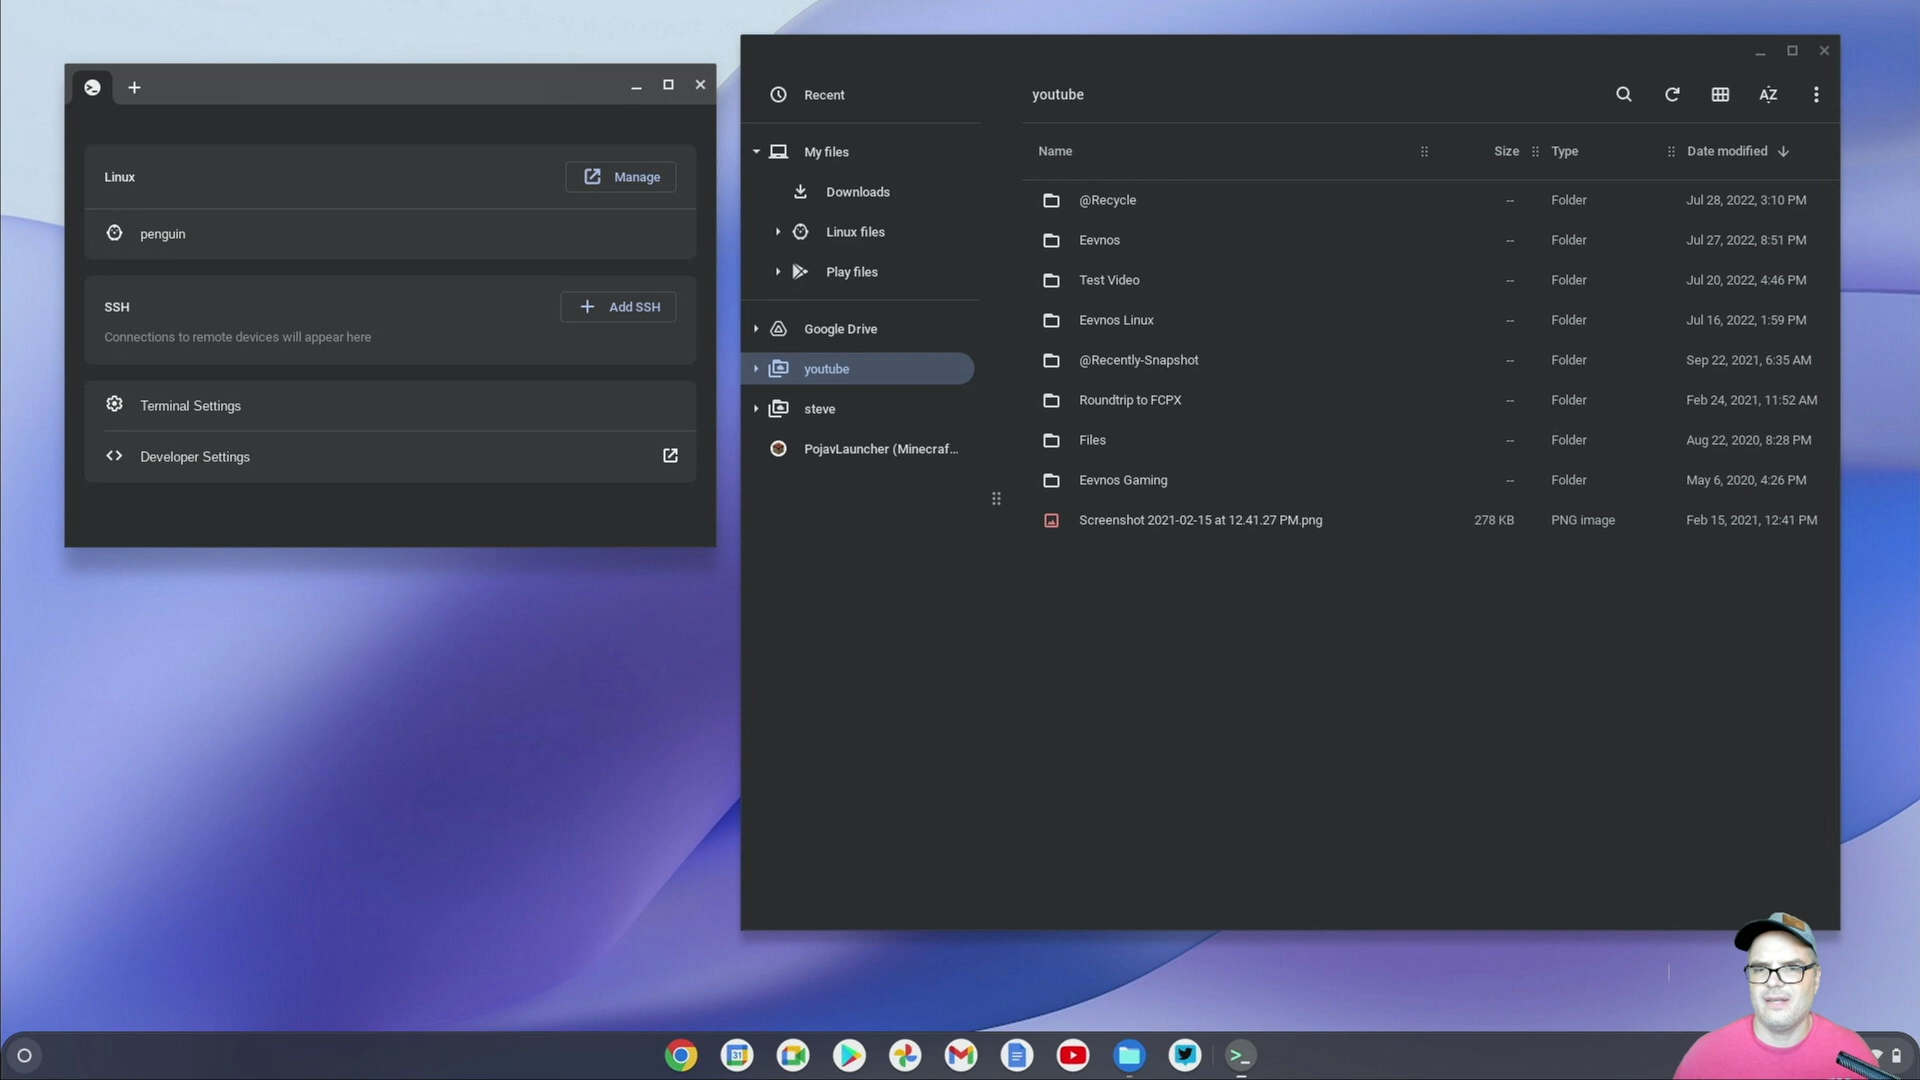 Linux
Manage
penguin
SSH
Add SSH
Connections to remote devices will appear here
Terminal Settings
Developer Settings
Recent
My files
Downloads
Linux files
Play files
Google Drive
youtube
steve
PojavLauncher (Minecraf...
youtube
AZ
Name Size Type Date modified
@Recycle -- Folder Jul 28, 2022, 3:10 PM
Eevnos -- Folder Jul 27, 2022, 8:51 PM
Test Video -- Folder Jul 20, 2022, 4:46 PM
Eevnos Linux -- Folder Jul 16, 2022, 1:59 PM
@Recently-Snapshot -- Folder Sep 22, 2021, 6:35 AM
Roundtrip to FCPX -- Folder Feb 24, 2021, 11:52 AM
Files -- Folder Aug 22, 2020, 8:28 PM
Eevnos Gaming -- Folder May 6, 2020, 4:26 PM
Screenshot 2021-02-15 at 12.41.27 PM.png 278 KB PNG image Feb 15, 2021, 12:41 PM
31